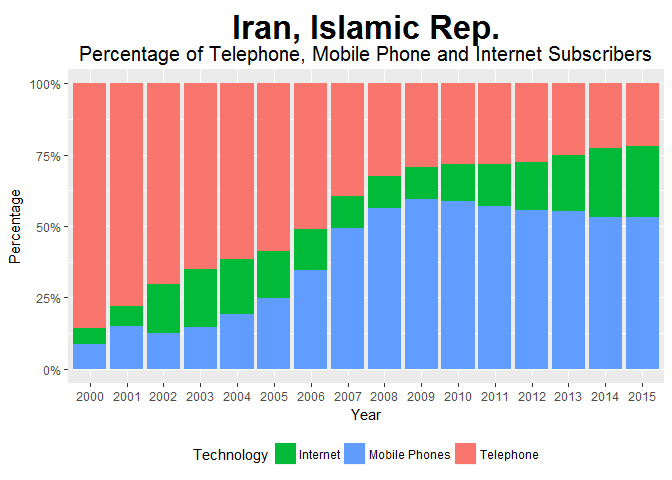 Iran, Islamic Rep.
Percentage of Telephone, Mobile Phone and Internet Subscribers
100%
75%
50%
25%
0%
Percentage
2000 2001 2002 2003 2004 2005 2006 2007 2008 2009 2010 2011 2012 2013 2014 2015
Year
Technology Internet Mobile Phones Telephone